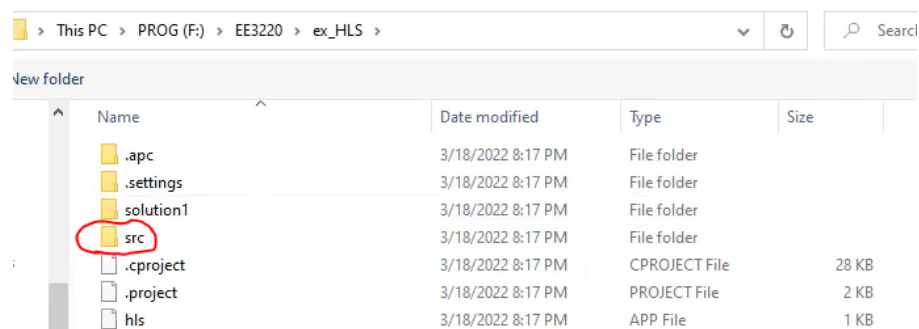 This PC > PROG (F:) > EE3220 > ex_HLS >
Search
New folder
Name Date modified Type Size
.apc 3/18/2022 8:17 PM File folder
.settings 3/18/2022 8:17 PM File folder
solution1 3/18/2022 8:17 PM File folder
src 3/18/2022 8:17 PM File folder
.cproject 3/18/2022 8:17 PM CPROJECT File 28 KB
.project 3/18/2022 8:17 PM PROJECT File 2 KB
hls 3/18/2022 8:17 PM APP File 1 KB